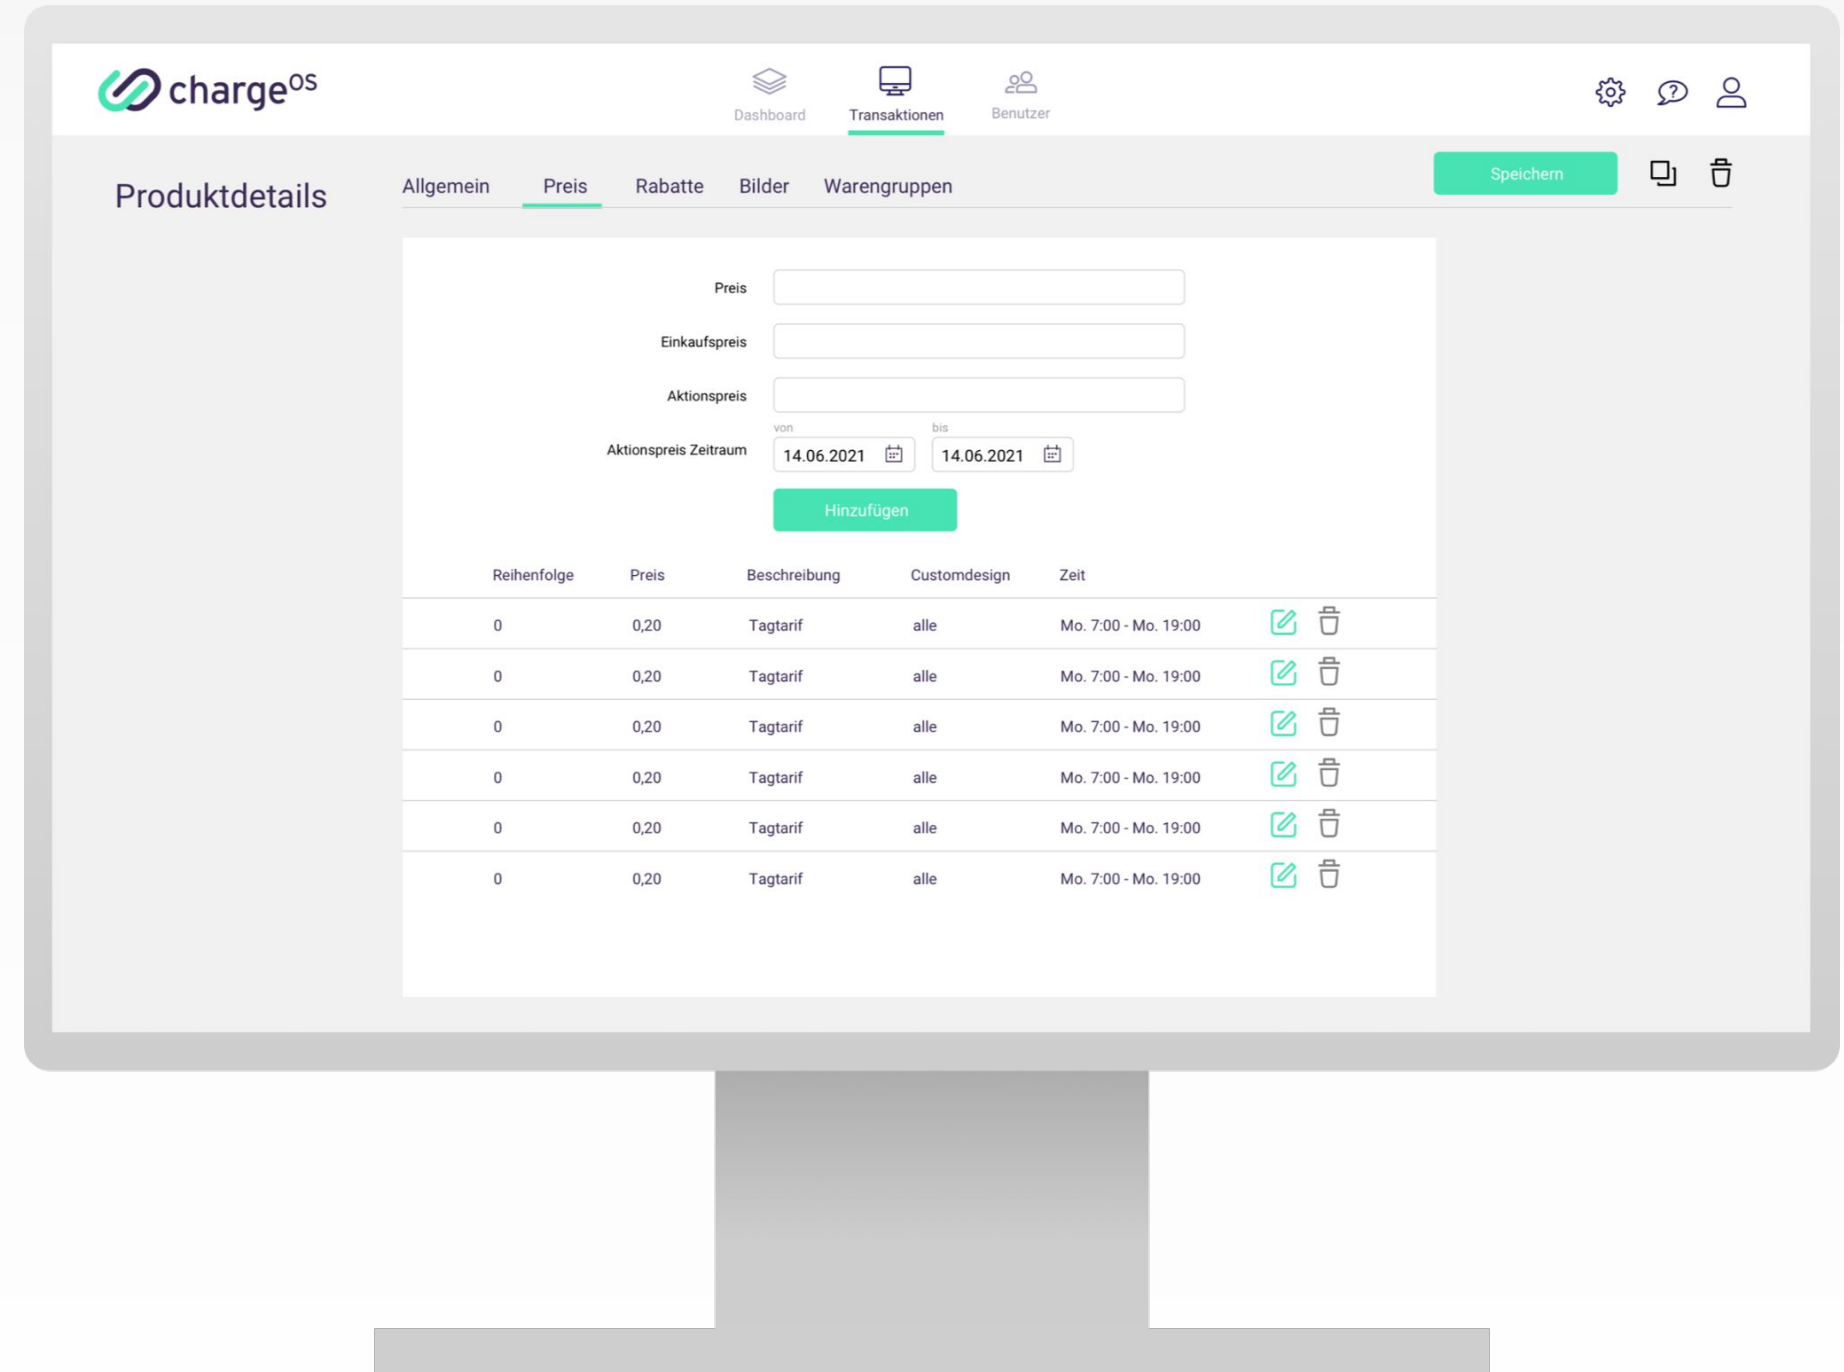 chargeOS
Dashboard
Transaktionen
Benutzer
Produktdetails
Allgemein Preis Rabatte Bilder Warengruppen
Speichern
Preis
Einkaufspreis
Aktionspreis
von bis
Aktionspreis Zeitraum 14.06.2021 14.06.2021
Hinzufügen
Reihenfolge Preis Beschreibung Customdesign Zeit
0 0,20 Tagtarif alle Mo. 7:00 - Mo. 19:00
0 0,20 Tagtarif alle Mo. 7:00 - Mo. 19:00
0 0,20 Tagtarif alle Mo. 7:00 - Mo. 19:00
0 0,20 Tagtarif alle Mo. 7:00 - Mo. 19:00
0 0,20 Tagtarif alle Mo. 7:00 - Mo. 19:00
0 0,20 Tagtarif alle Mo. 7:00 - Mo. 19:00